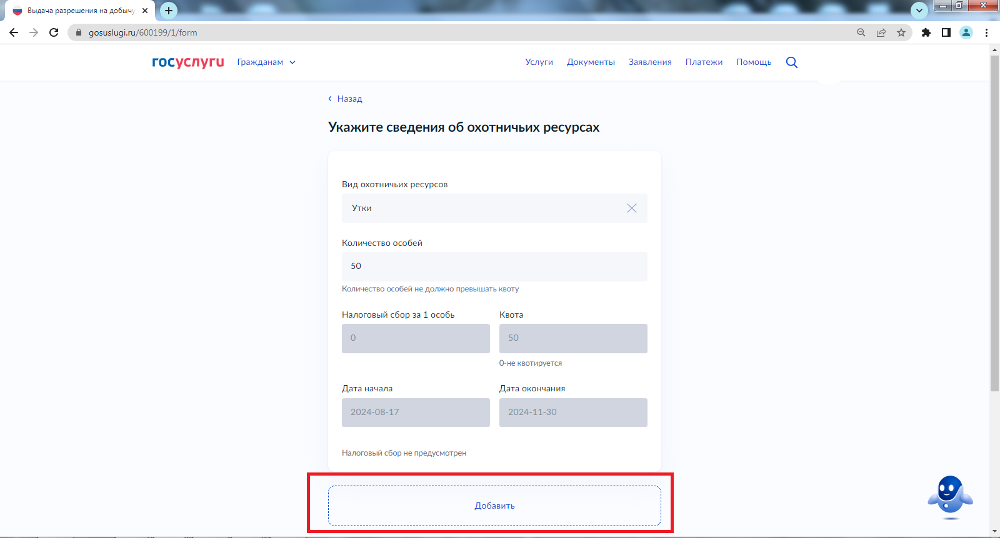 Выдача разрешения на добычу
gosuslugi.ru/600199/1/form
госуслуги Гражданам Услуги Документы Заявления Платежи Помощь
Назад
Укажите сведения об охотничьих ресурсах
Вид охотничьих ресурсов
Утки
Количество особей
50
Количество особей не должно превышать квоту
Налоговый сбор за 1 особь Квота
0 50
0-не квотируется
Дата начала Дата окончания
2024-08-17 2024-11-30
Налоговый сбор не предусмотрен
Добавить